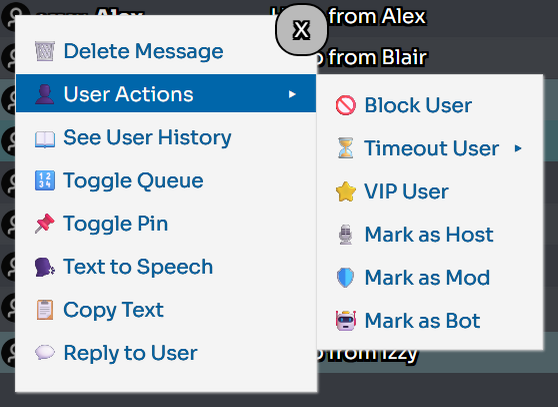 Alex
from Alex
X
Delete Message
from Blair
User Actions
See User History
Toggle Queue
Toggle Pin
Text to Speech
Copy Text
Reply to User
Block User
Timeout User
VIP User
Mark as Host
Mark as Mod
Mark as Bot
from Izzy